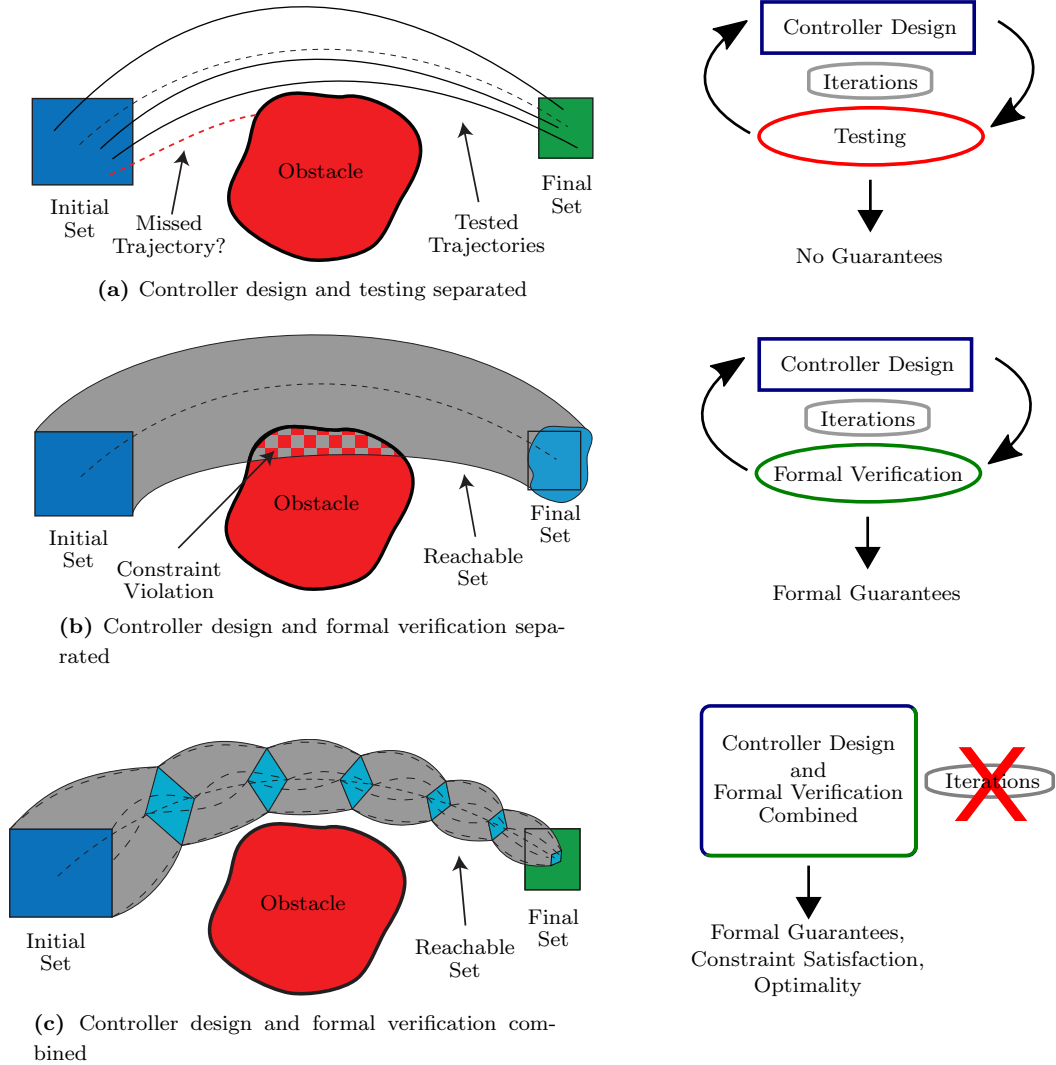 Controller Design
Iterations
Testing
No Guarantees
Obstacle
Initial
Set
Missed
Trajectory?
Tested
Trajectories
Final
Set
(a) Controller design and testing separated
Controller Design
Iterations
Formal Verification
Formal Guarantees
Obstacle
Initial
Set
Constraint
Violation
Reachable
Set
Final
Set
(b) Controller design and formal verification sepa-
rated
Controller Design
and
Formal Verification
Combined
Iterations
Formal Guarantees,
Constraint Satisfaction,
Optimality
Obstacle
Initial
Set
Reachable
Set
Final
Set
(c) Controller design and formal verification com-
bined